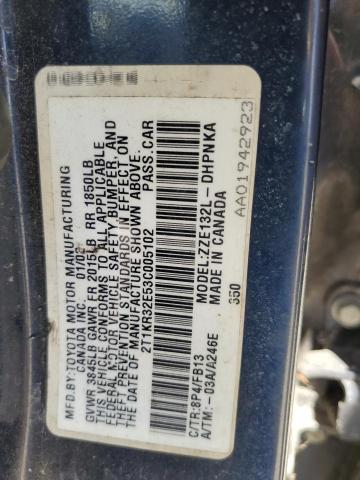 MFD.BY:TOYOTA MOTOR MANUFACTURING
CANADA INC. 01/02
GVWR 3845LB GAWR FR 2015LB RR 1850LB
THIS VEHICLE CONFORMS TO ALL APPLICABLE
FEDERAL MOTOR VEHICLE SAFETY, BUMPER, AND
THEFT PREVENTION STANDARDS IN EFFECT ON
THE DATE OF MANUFACTURE SHOWN ABOVE.
2T1KR32E53C005102 PASS.CAR
C/TR:8P4/FB13 MODEL:ZZE132L-DHPNKA
A/TM:-03A/A246E MADE IN CANADA
350
AA01942923